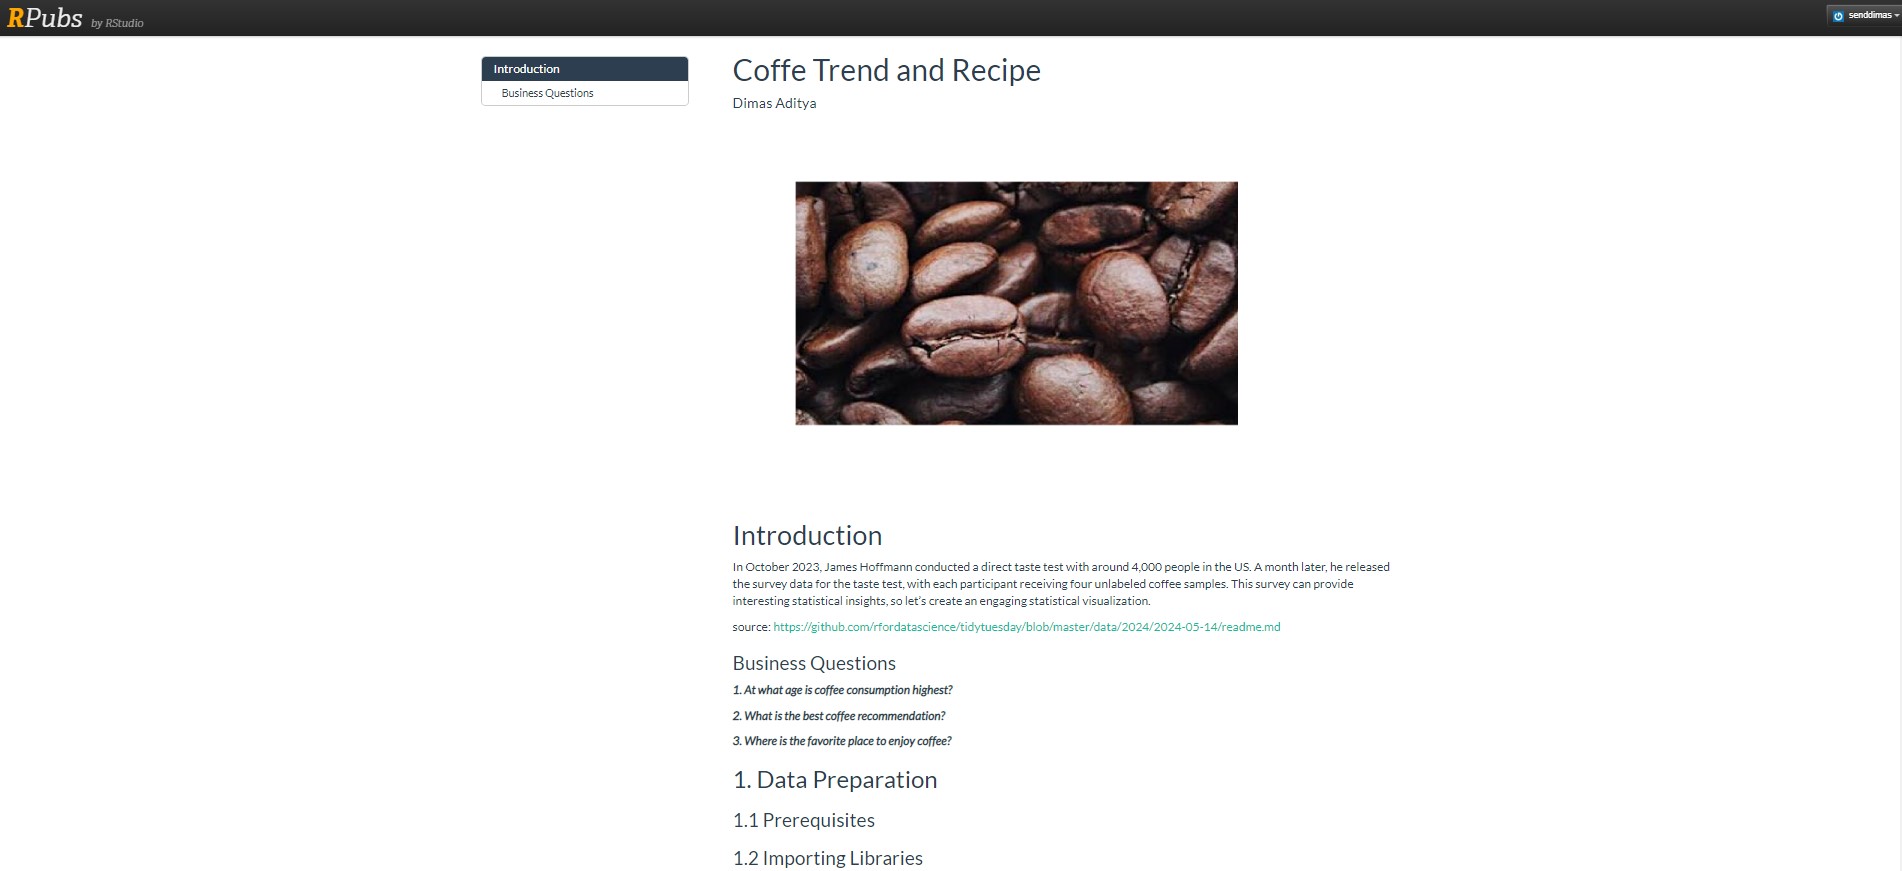 RPubs by RStudio
senddimas
Introduction
Business Questions
Coffe Trend and Recipe
Dimas Aditya
Introduction
In October 2023, James Hoffmann conducted a direct taste test with around 4,000 people in the US. A month later, he released
the survey data for the taste test, with each participant receiving four unlabeled coffee samples. This survey can provide
interesting statistical insights, so let's create an engaging statistical visualization.
source: https://github.com/rfordatascience/tidytuesday/blob/master/data/2024/2024-05-14/readme.md
Business Questions
1. At what age is coffee consumption highest?
2. What is the best coffee recommendation?
3. Where is the favorite place to enjoy coffee?
1. Data Preparation
1.1 Prerequisites
1.2 Importing Libraries